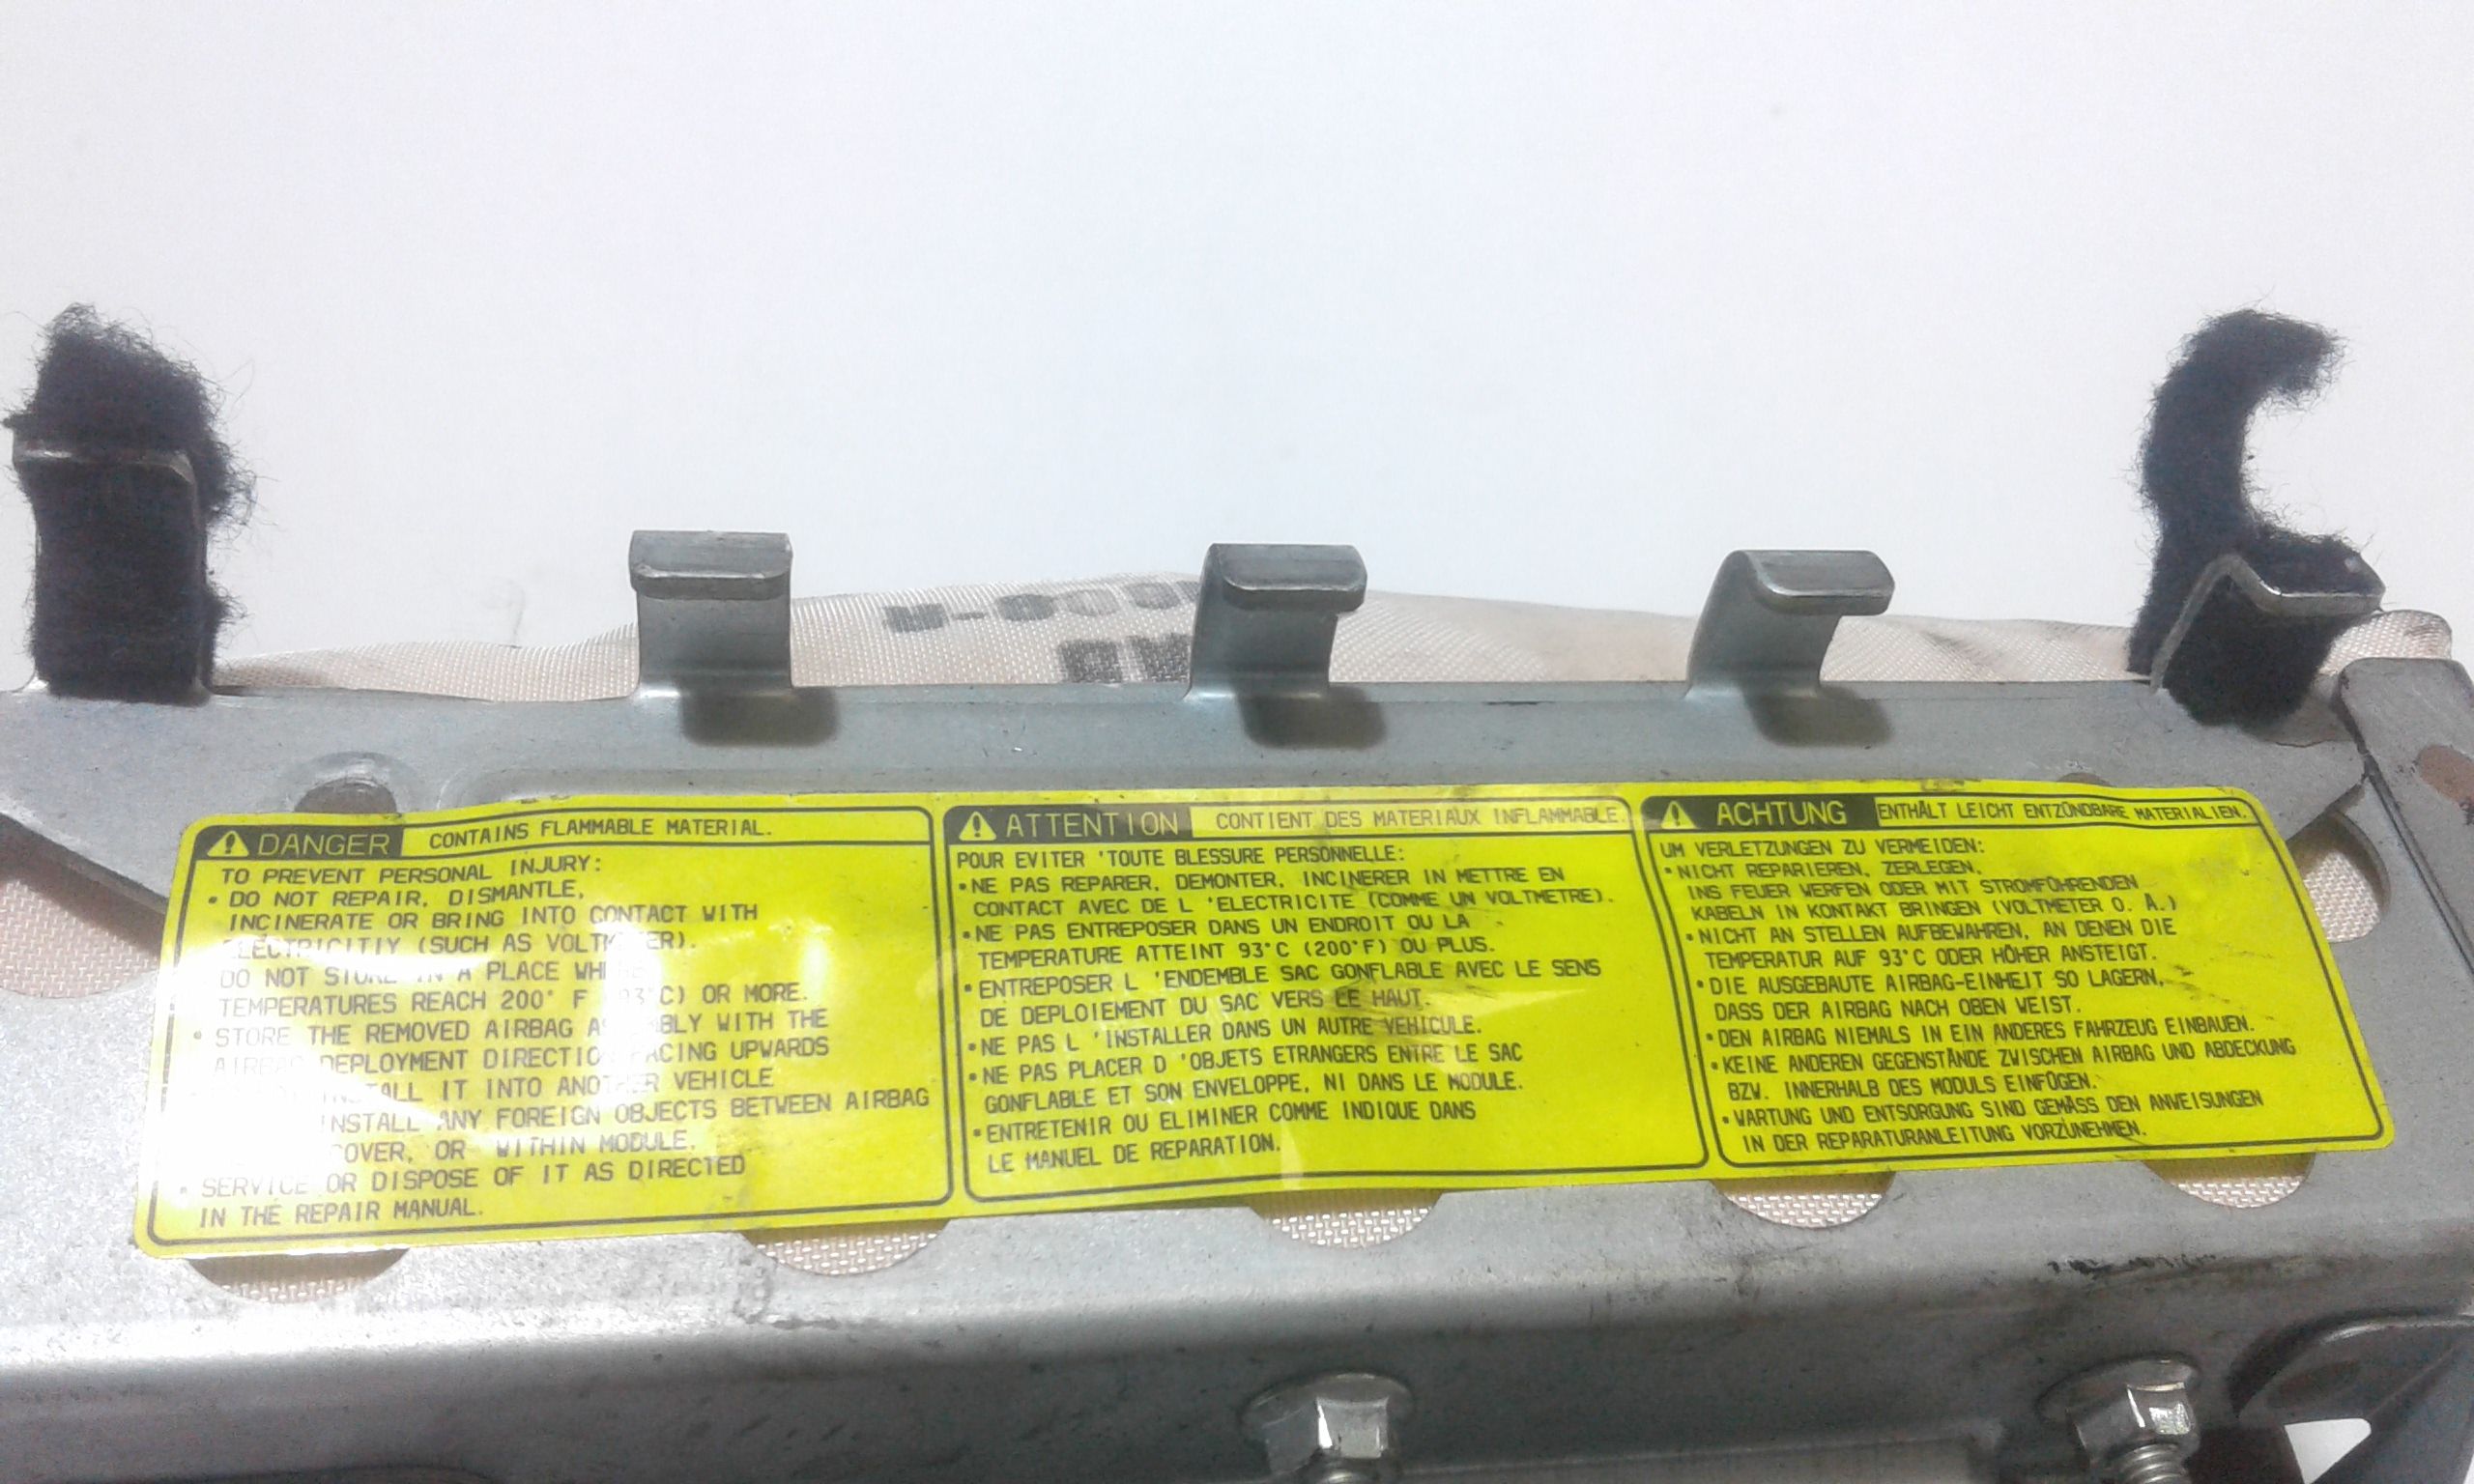 M-
DANGER CONTAINS FLAMMABLE MATERIAL.
TO PREVENT PERSONAL INJURY:
• DO NOT REPAIR, DISMANTLE,
INCINERATE OR BRING INTO CONTACT WITH
(SUCH AS
DO NOT IN A PLACE
TEMPERATURES REACH 200° F C) OR MORE.
• STORE THE REMOVED AIRBAG WITH THE
DEPLOYMENT UPWARDS
IT INTO VEHICLE
INSTALL ANY FOREIGN OBJECTS BETWEEN AIRBAG
COVER, OR WITHIN MODULE.
• SERVICE OR DISPOSE OF IT AS DIRECTED
IN THE REPAIR MANUAL.
ATTENTION CONTIENT DES MATERIAUX INFLAMMABLE.
POUR EVITER 'TOUTE BLESSURE PERSONNELLE:
• NE PAS REPARER, DEMONTER, INCINERER IN METTRE EN
CONTACT AVEC DE L 'ELECTRICITE (COMME UN VOLTMETRE).
• NE PAS ENTREPOSER DANS UN ENDROIT OU LA
TEMPERATURE ATTEINT 93°C (200°F) OU PLUS.
• ENTREPOSER L 'ENDEMBLE SAC GONFLABLE AVEC LE SENS
DE DEPLOIEMENT DU SAC VERS LE HAUT.
• NE PAS L 'INSTALLER DANS UN AUTRE VEHICULE.
• NE PAS PLACER D 'OBJETS ETRANGERS ENTRE LE SAC
GONFLABLE ET SON ENVELOPPE, NI DANS LE MODULE.
• ENTRETENIR OU ELIMINER COMME INDIQUE DANS
LE MANUEL DE REPARATION.
ACHTUNG ENTHÄLT LEICHT ENTZÜNDBARE MATERIALIEN.
UM VERLETZUNGEN ZU VERMEIDEN:
• NICHT REPARIEREN, ZERLEGEN,
INS FEUER WERFEN ODER MIT STROMFÜHRENDEN
KABELN IN KONTAKT BRINGEN (VOLTMETER O. A.)
• NICHT AN STELLEN AUFBEWAHREN, AN DENEN DIE
TEMPERATUR AUF 93°C ODER HÖHER ANSTEIGT.
• DIE AUSGEBAUTE AIRBAG-EINHEIT SO LAGERN,
DASS DER AIRBAG NACH OBEN WEIST.
• DEN AIRBAG NIEMALS IN EIN ANDERES FAHRZEUG EINBAUEN.
• KEINE ANDEREN GEGENSTÄNDE ZWISCHEN AIRBAG UND ABDECKUNG
BZW. INNERHALB DES MODULS EINFÜGEN.
• WARTUNG UND ENTSORGUNG SIND GEMÄSS DEN ANWEISUNGEN
IN DER REPARATURANLEITUNG VORZUNEHMEN.